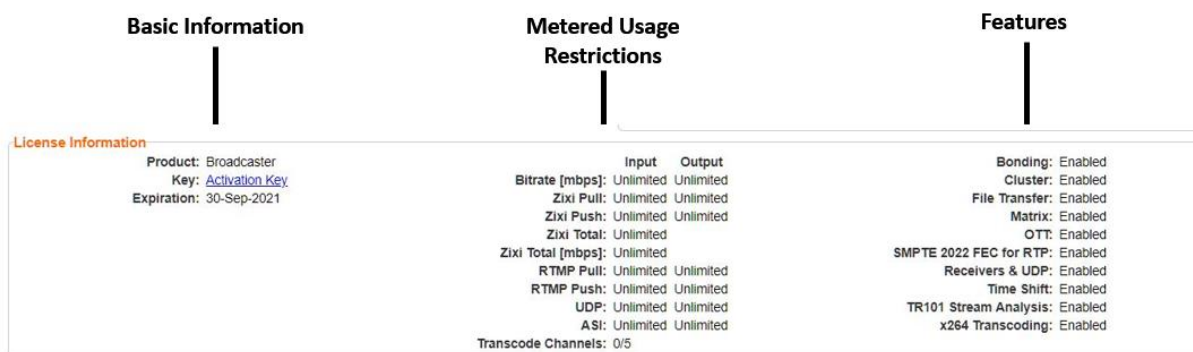 Basic Information
Metered Usage
Restrictions
Features
License Information
Product: Broadcaster
Key: Activation Key
Expiration: 30-Sep-2021
Input Output
Bitrate [mbps]: Unlimited Unlimited
Zixi Pull: Unlimited Unlimited
Zixi Push: Unlimited Unlimited
Zixi Total: Unlimited
Zixi Total [mbps]: Unlimited
RTMP Pull: Unlimited Unlimited
RTMP Push: Unlimited Unlimited
UDP: Unlimited Unlimited
ASI: Unlimited Unlimited
Transcode Channels: 0/5
Bonding: Enabled
Cluster: Enabled
File Transfer: Enabled
Matrix: Enabled
OTT: Enabled
SMPTE 2022 FEC for RTP: Enabled
Receivers & UDP: Enabled
Time Shift: Enabled
TR101 Stream Analysis: Enabled
x264 Transcoding: Enabled